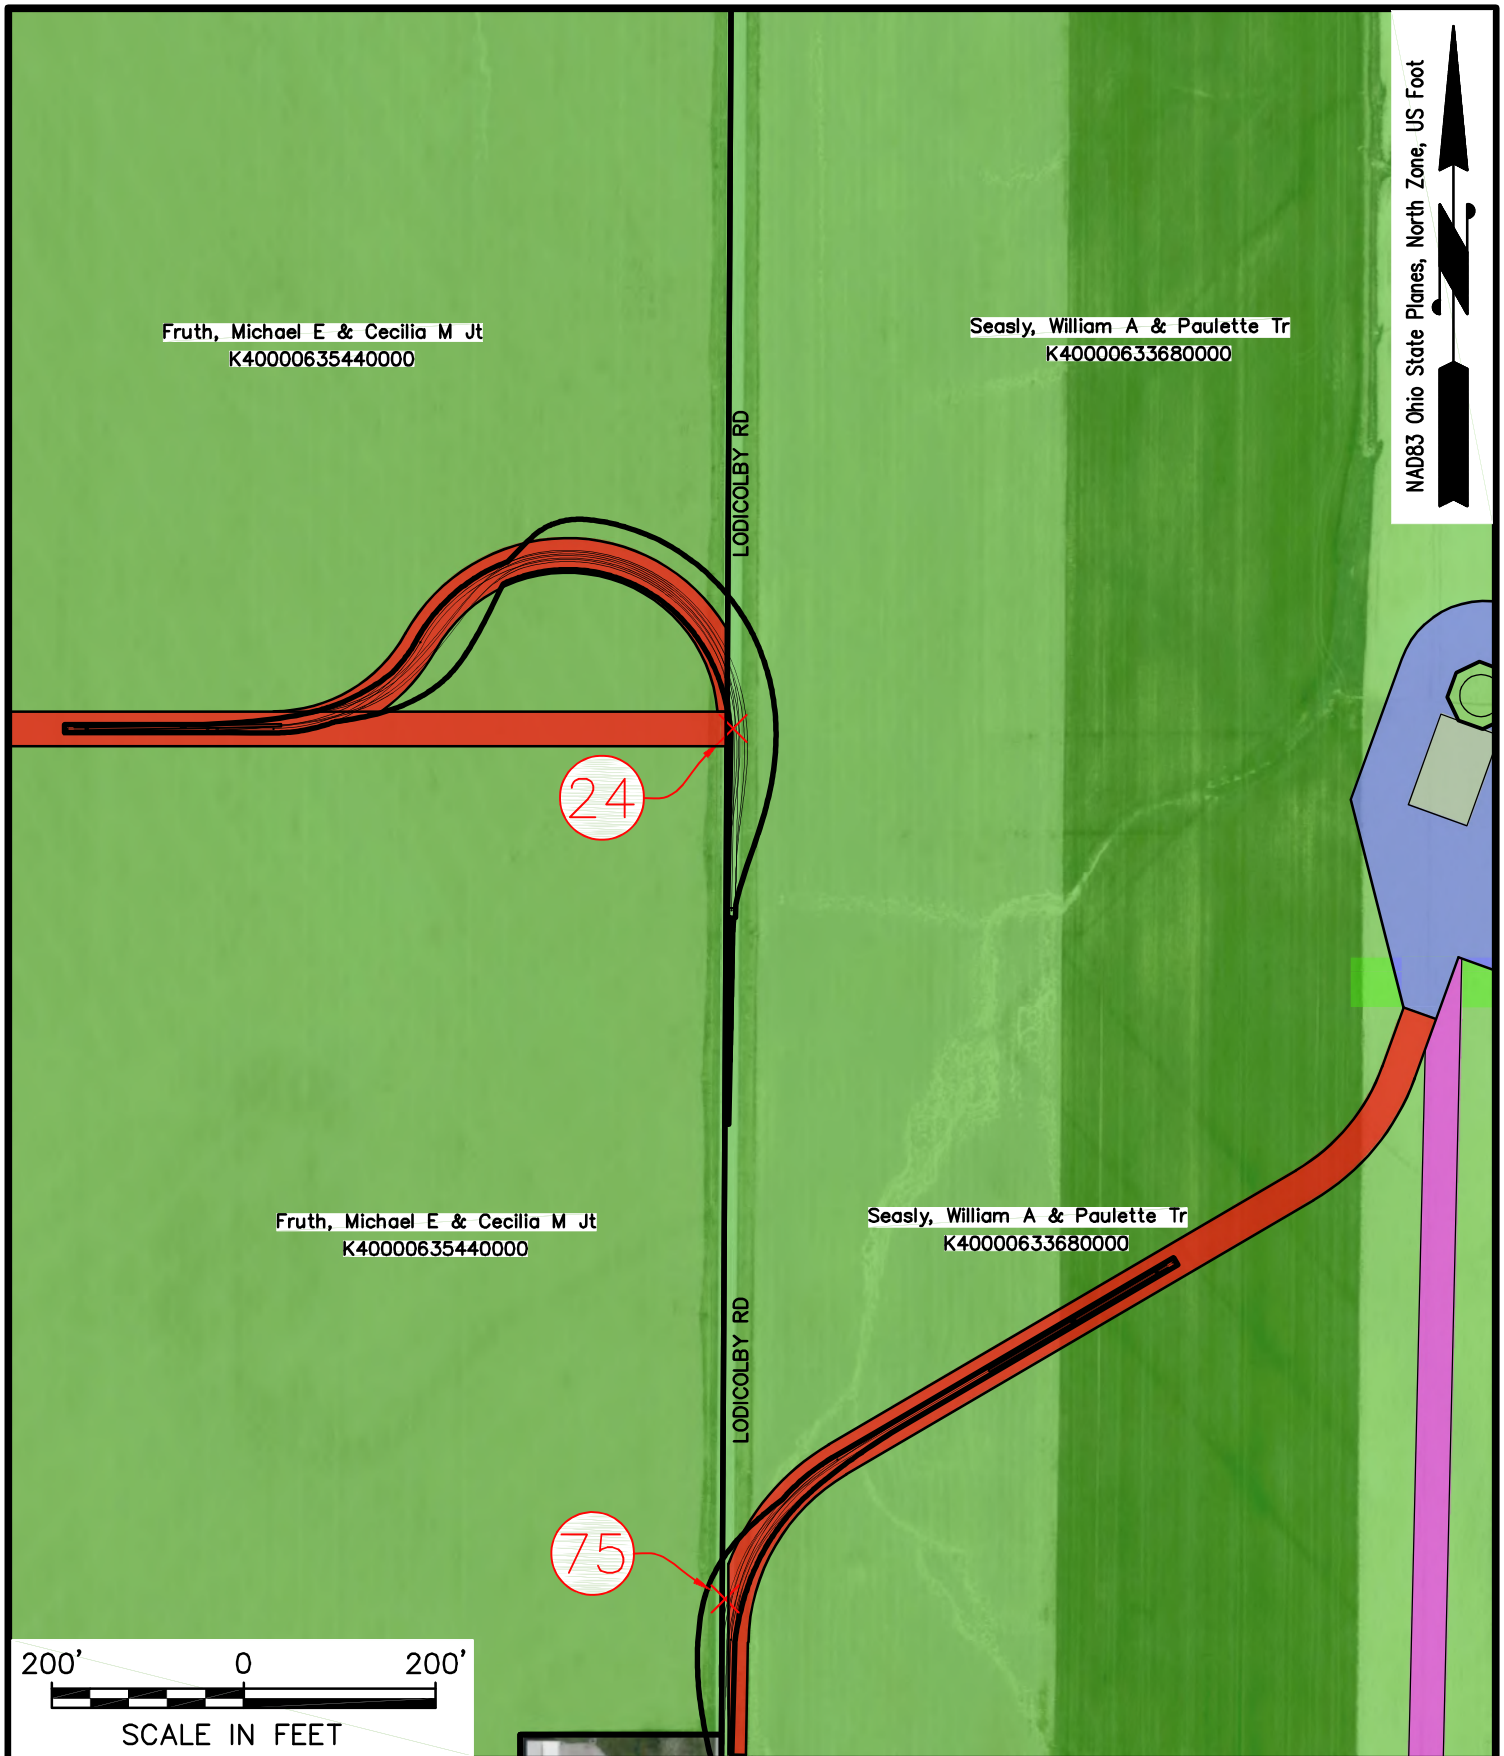 NAD83 Ohio State Planes, North Zone, US Foot
Fruth, Michael E & Cecilia M Jt
K40000635440000
Seasly, William A & Paulette Tr
K40000633680000
LODICOLBY RD
24
Fruth, Michael E & Cecilia M Jt
K40000635440000
Seasly, William A & Paulette Tr
K40000633680000
LODICOLBY RD
75
200' 0 200'
SCALE IN FEET